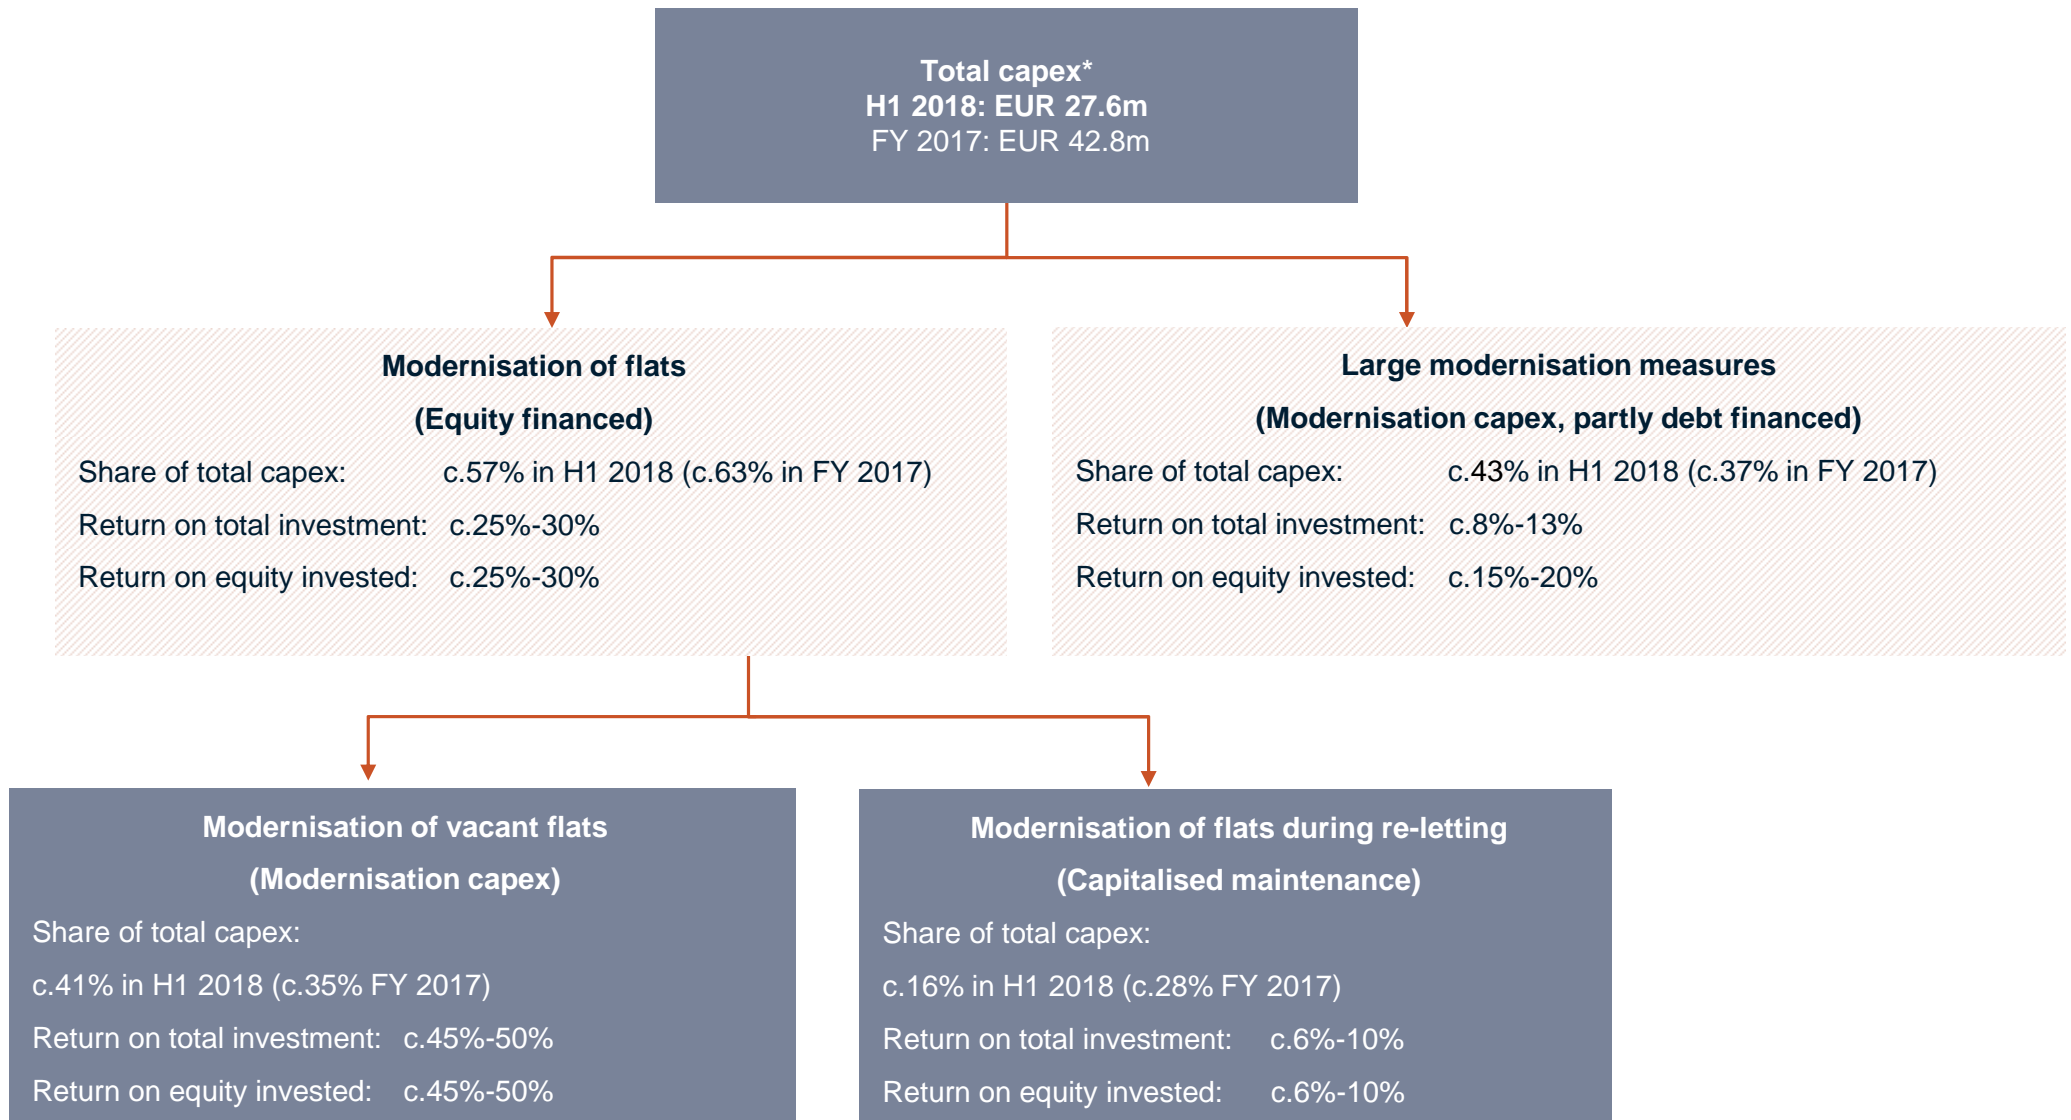 Total capex*
H1 2018: EUR 27.6m
FY 2017: EUR 42.8m
Modernisation of flats
(Equity financed)
Share of total capex: c.57% in H1 2018 (c.63% in FY 2017)
Return on total investment: c.25%-30%
Return on equity invested: c.25%-30%
Large modernisation measures
(Modernisation capex, partly debt financed)
Share of total capex: c.43% in H1 2018 (c.37% in FY 2017)
Return on total investment: c.8%-13%
Return on equity invested: c.15%-20%
Modernisation of vacant flats
(Modernisation capex)
Share of total capex:
c.41% in H1 2018 (c.35% FY 2017)
Return on total investment: c.45%-50%
Return on equity invested: c.45%-50%
Modernisation of flats during re-letting
(Capitalised maintenance)
Share of total capex:
c.16% in H1 2018 (c.28% FY 2017)
Return on total investment: c.6%-10%
Return on equity invested: c.6%-10%